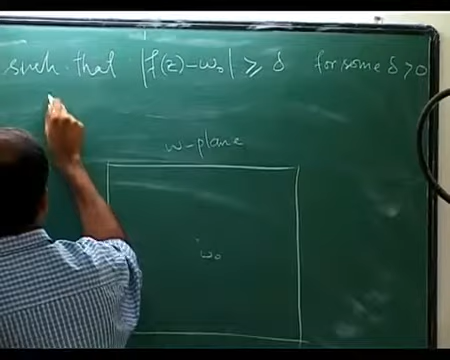 such that |f(z)-w₀| ⩾ δ for some δ>0
w-plane
w₀